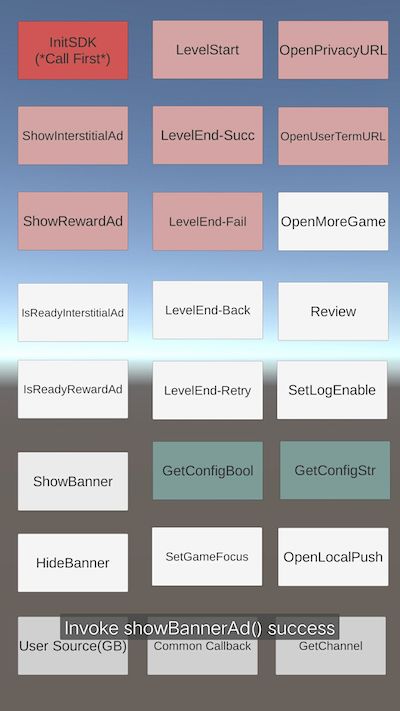 InitSDK
(*Call First*)
LevelStart
OpenPrivacyURL
ShowInterstitialAd
LevelEnd-Succ
OpenUserTermURL
ShowRewardAd
LevelEnd-Fail
OpenMoreGame
IsReadyInterstitialAd
LevelEnd-Back
Review
IsReadyRewardAd
LevelEnd-Retry
SetLogEnable
ShowBanner
GetConfigBool
GetConfigStr
HideBanner
SetGameFocus
OpenLocalPush
Invoke showBannerAd() success
User Source(GB)
Common Callback
GetChannel